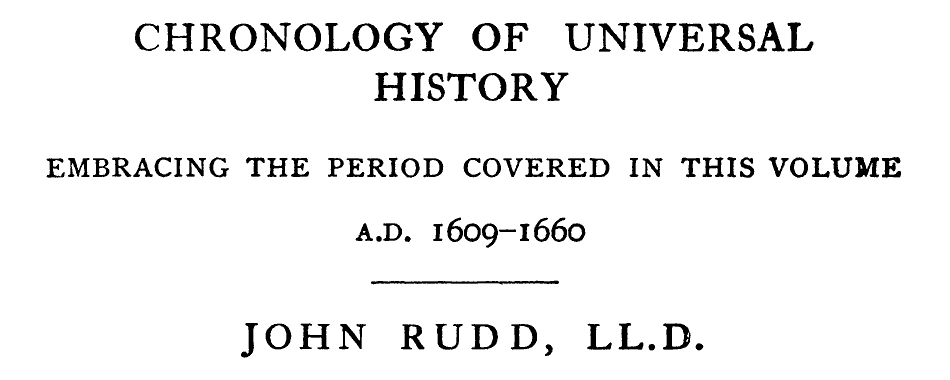 CHRONOLOGY OF UNIVERSAL
HISTORY
EMBRACING THE PERIOD COVERED IN THIS VOLUME
A.D. 1609–1660
JOHN RUDD, LL.D.